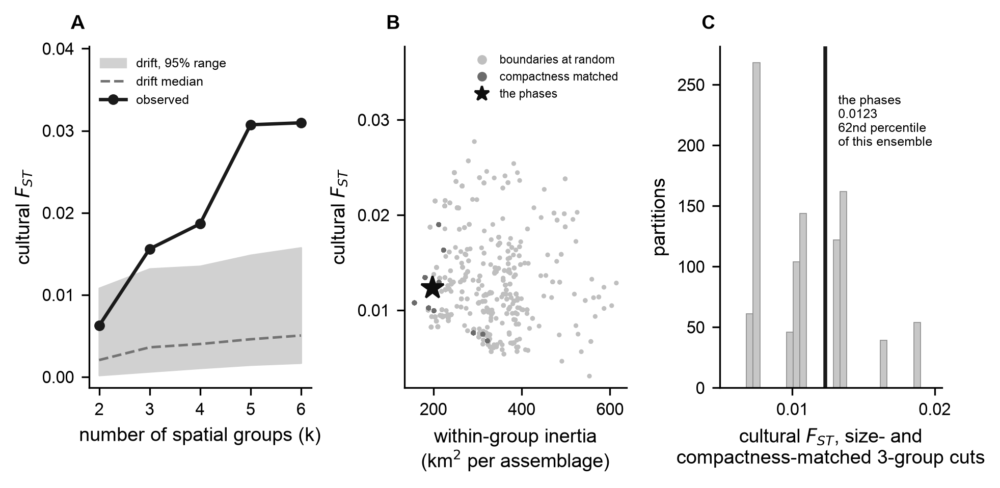 A
cultural F_ST
0.04
0.03
0.02
0.01
0.00
drift, 95% range
drift median
observed
2 3 4 5 6
number of spatial groups (k)
B
cultural F_ST
0.03
0.02
0.01
boundaries at random
compactness matched
the phases
200 400 600
within-group inertia
(km² per assemblage)
C
partitions
250
200
150
100
50
0
the phases
0.0123
62nd percentile
of this ensemble
0.01 0.02
cultural F_ST, size- and
compactness-matched 3-group cuts